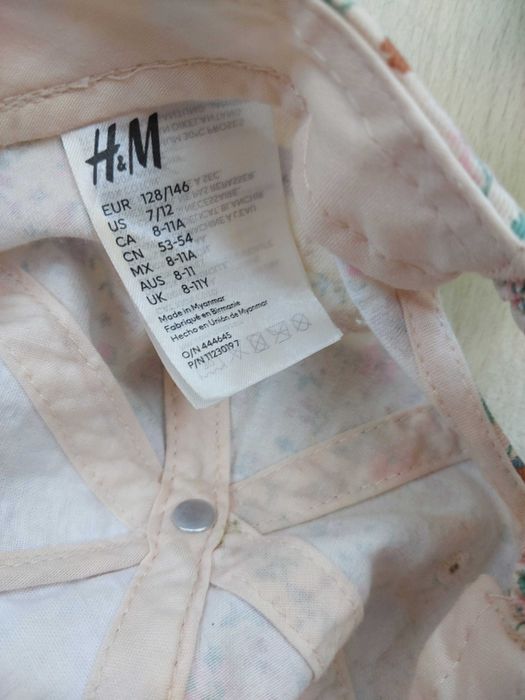 H&M
EUR 128/146
US 7/12
CA 8-11A
CN 53-54
MX 8-11A
AUS 8-11
UK 8-11Y
Made in Myanmar
Fabriqué en Birmanie
Hecho en Unión de Myanmar
O/N 444645
P/N 11230197